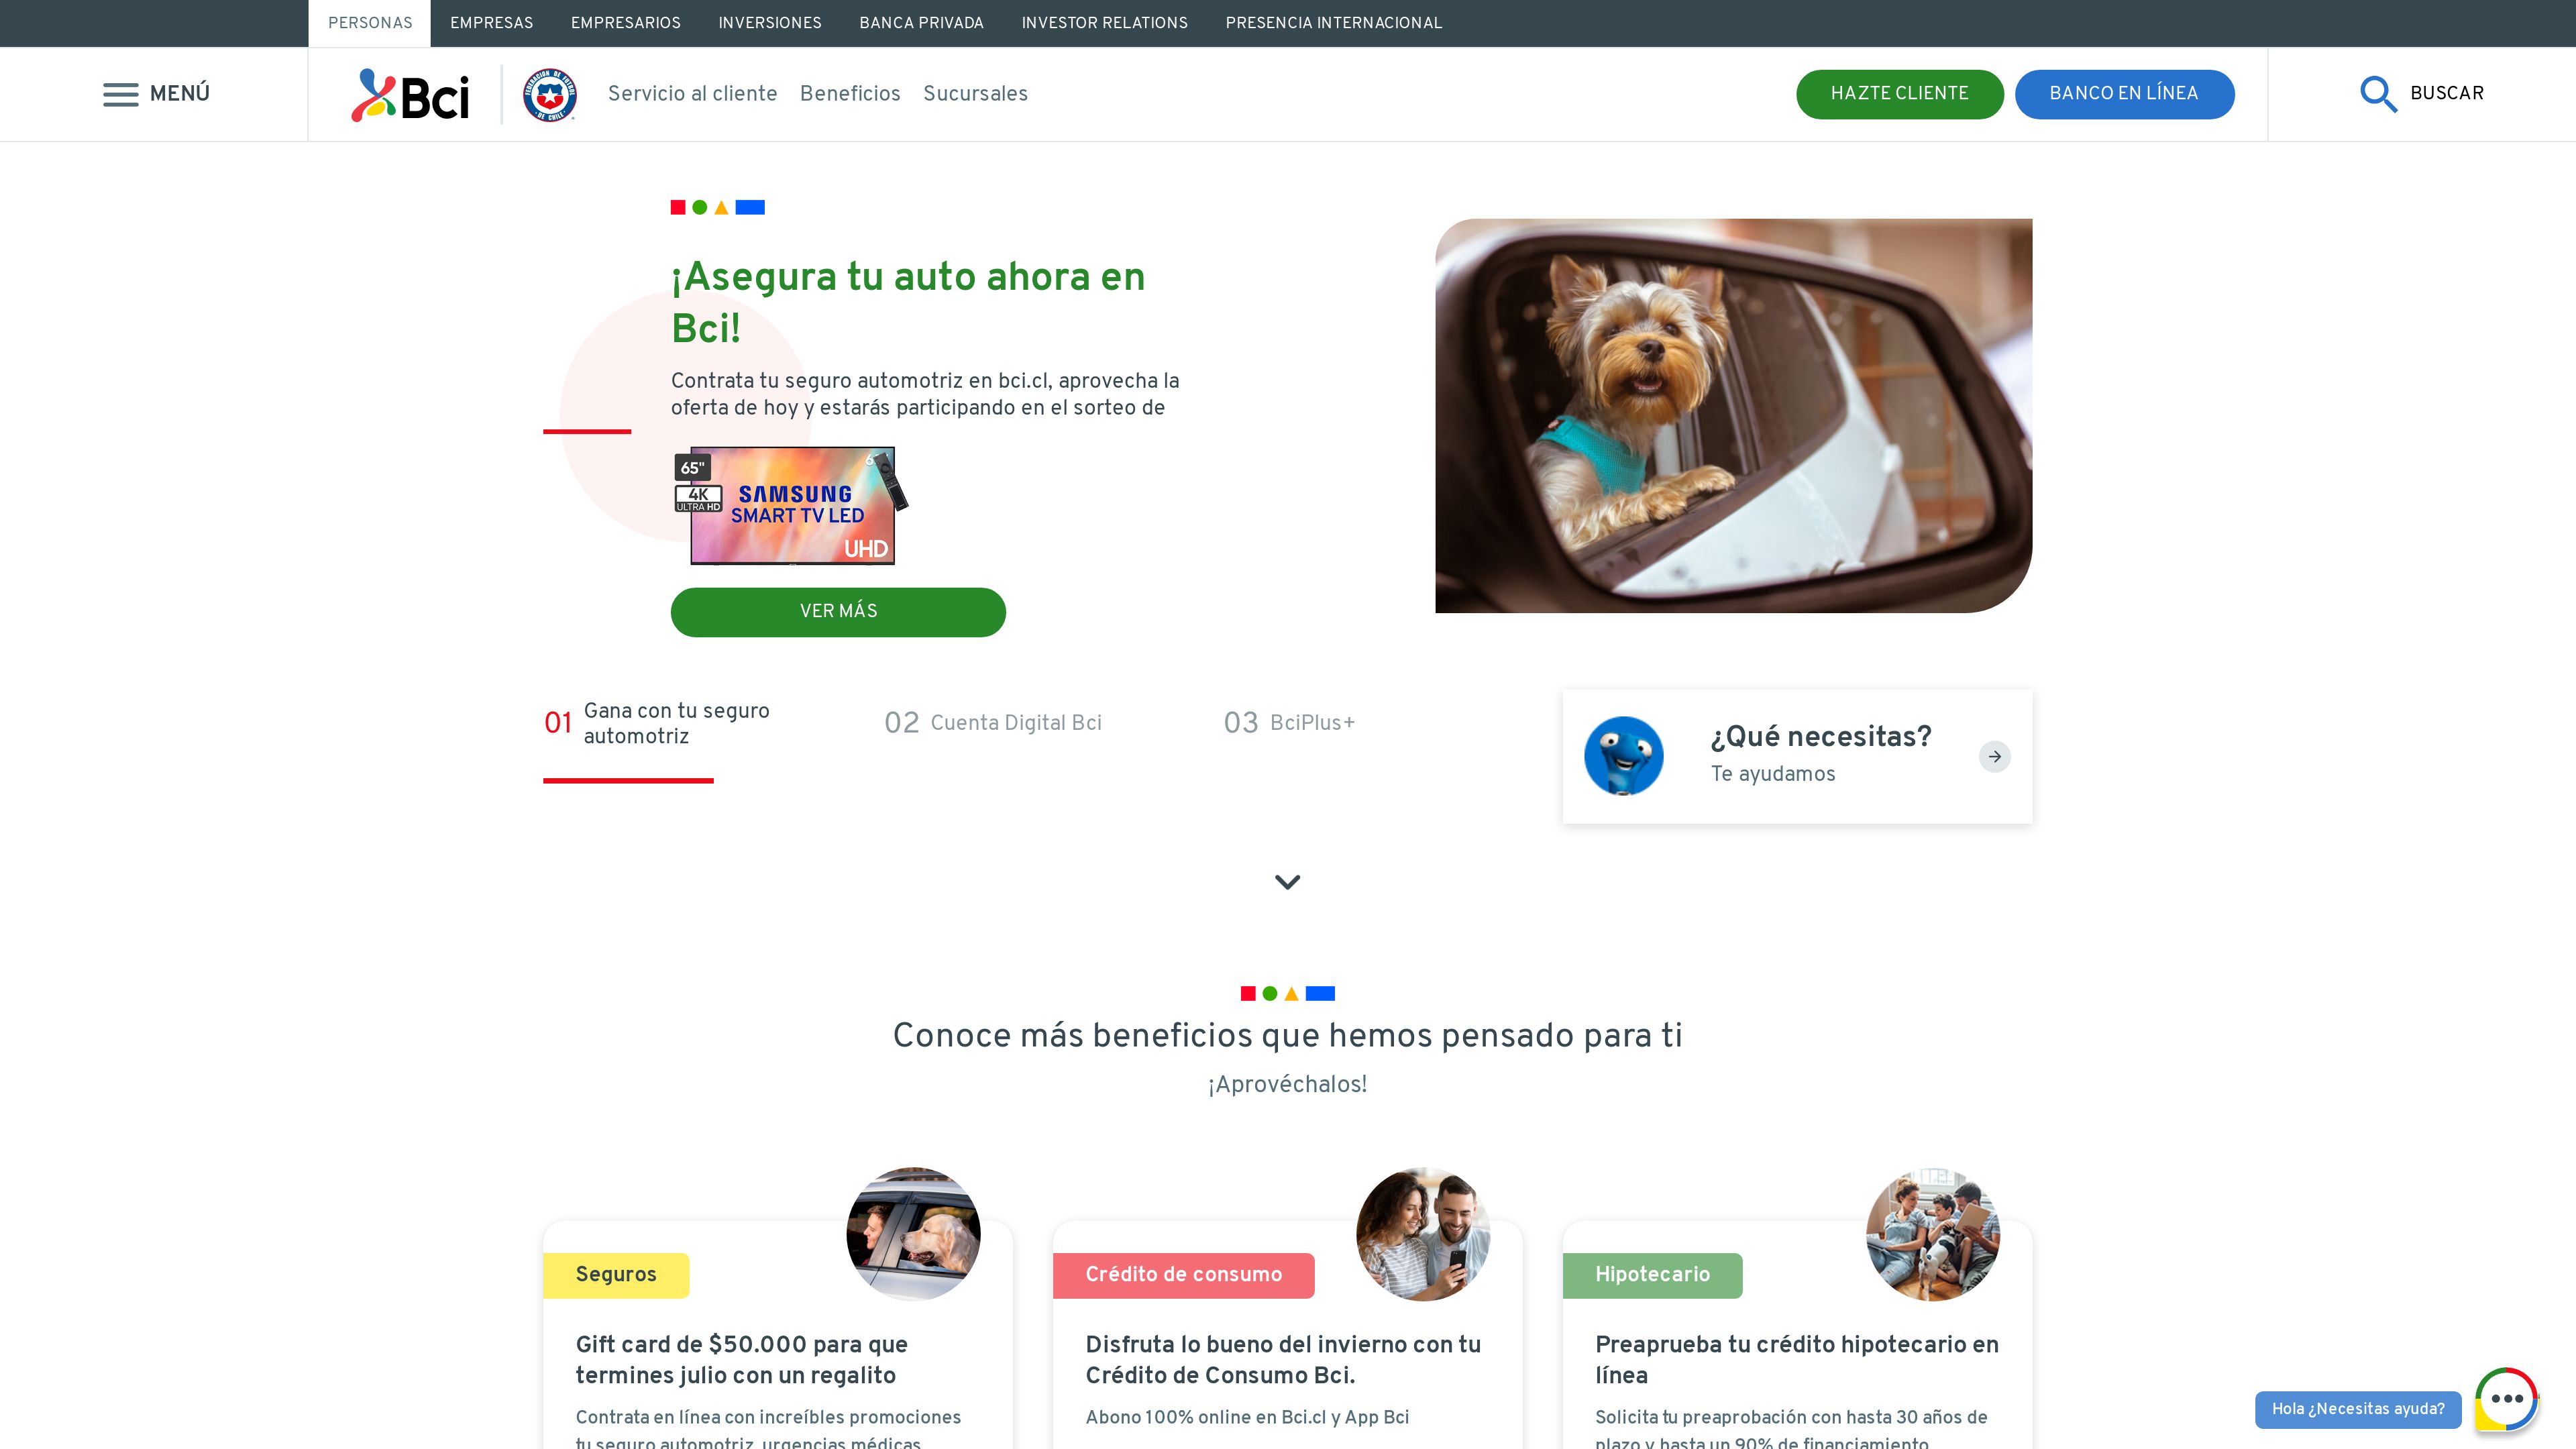 PERSONAS EMPRESAS EMPRESARIOS INVERSIONES BANCA PRIVADA INVESTOR RELATIONS PRESENCIA INTERNACIONAL
MENÚ
Bci
FEDERACION DE FUTBOL
DE CHILE
Servicio al cliente Beneficios Sucursales
HAZTE CLIENTE
BANCO EN LÍNEA
BUSCAR
¡Asegura tu auto ahora en
Bci!
Contrata tu seguro automotriz en bci.cl, aprovecha la
oferta de hoy y estarás participando en el sorteo de
65"
4K
ULTRA HD
SAMSUNG
SMART TV LED
UHD
VER MÁS
01 Gana con tu seguro
automotriz
02 Cuenta Digital Bci
03 BciPlus+
¿Qué necesitas?
Te ayudamos
Conoce más beneficios que hemos pensado para ti
¡Aprovéchalos!
Seguros
Gift card de $50.000 para que
termines julio con un regalito
Contrata en línea con increíbles promociones
tu seguro automotriz, urgencias médicas,
Crédito de consumo
Disfruta lo bueno del invierno con tu
Crédito de Consumo Bci.
Abono 100% online en Bci.cl y App Bci
Hipotecario
Preaprueba tu crédito hipotecario en
línea
Solicita tu preaprobación con hasta 30 años de
plazo y hasta un 90% de financiamiento
Hola ¿Necesitas ayuda?